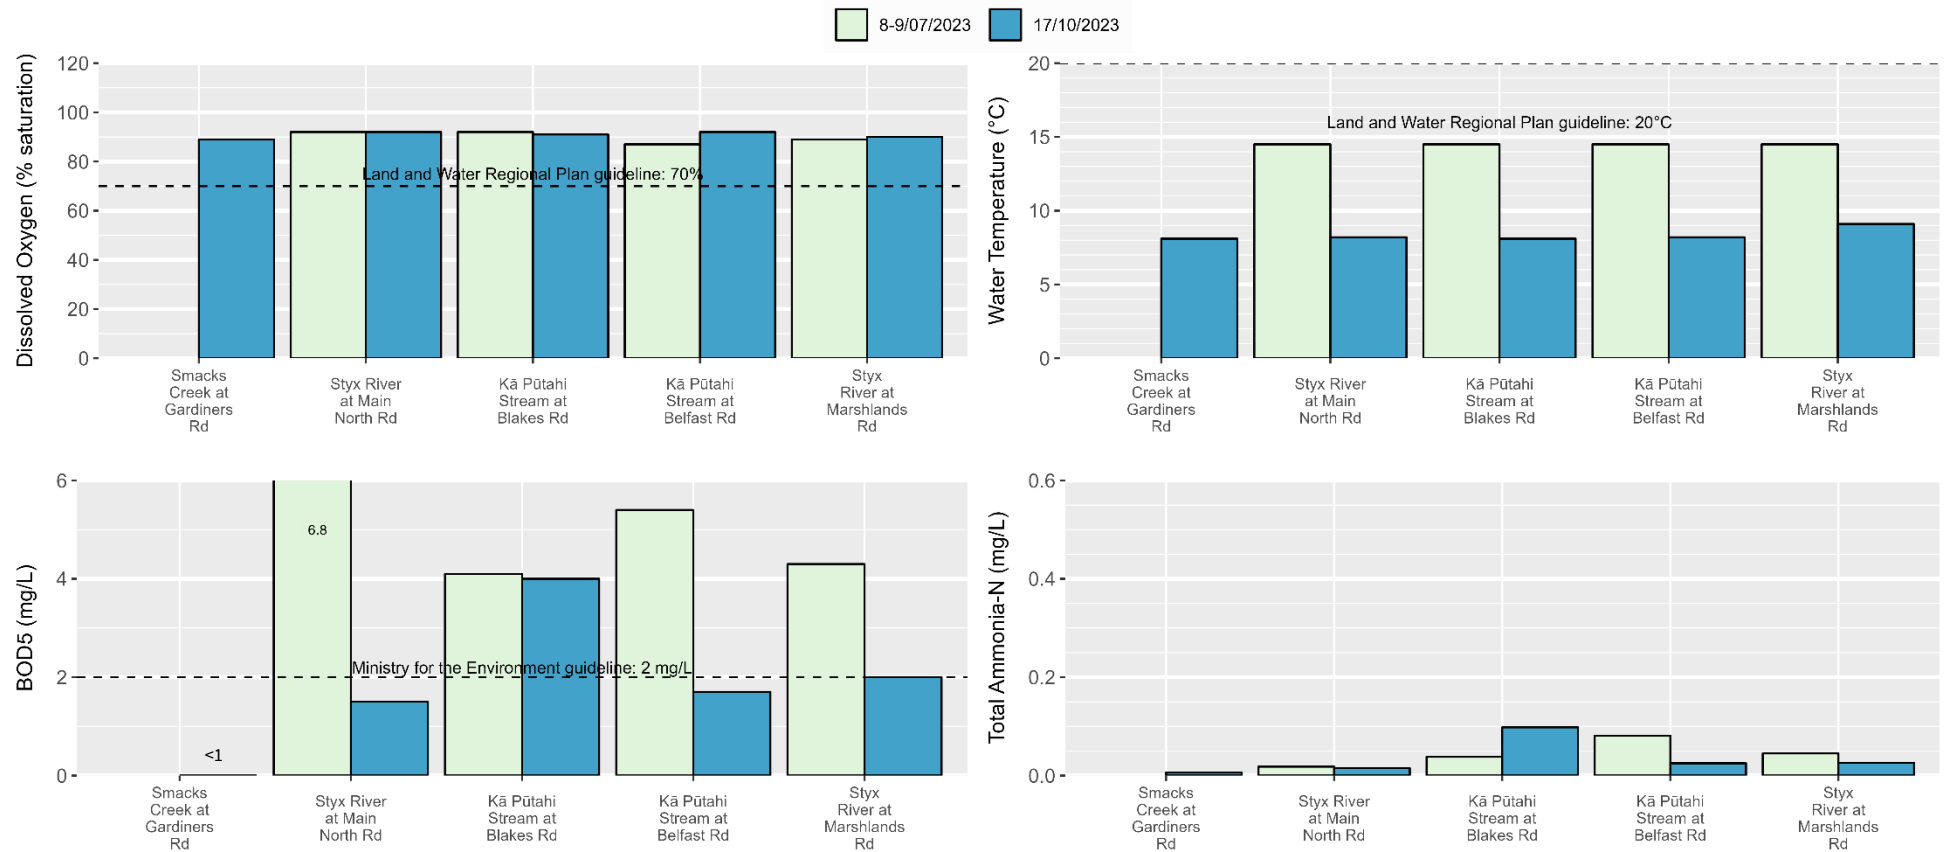 8-9/07/2023
17/10/2023
Dissolved Oxygen (% saturation)
120
100
80
60
40
20
0
Land and Water Regional Plan guideline: 70%
Smacks
Creek at
Gardiners
Rd
Styx River
at Main
North Rd
Kā Pūtahi
Stream at
Blakes Rd
Kā Pūtahi
Stream at
Belfast Rd
Styx
River at
Marshlands
Rd
Water Temperature (°C)
20
15
10
5
0
Land and Water Regional Plan guideline: 20°C
Smacks
Creek at
Gardiners
Rd
Styx River
at Main
North Rd
Kā Pūtahi
Stream at
Blakes Rd
Kā Pūtahi
Stream at
Belfast Rd
Styx
River at
Marshlands
Rd
BOD5 (mg/L)
6
4
2
0
6.8
Ministry for the Environment guideline: 2 mg/L
<1
Smacks
Creek at
Gardiners
Rd
Styx River
at Main
North Rd
Kā Pūtahi
Stream at
Blakes Rd
Kā Pūtahi
Stream at
Belfast Rd
Styx
River at
Marshlands
Rd
Total Ammonia-N (mg/L)
0.6
0.4
0.2
0.0
Smacks
Creek at
Gardiners
Rd
Styx River
at Main
North Rd
Kā Pūtahi
Stream at
Blakes Rd
Kā Pūtahi
Stream at
Belfast Rd
Styx
River at
Marshlands
Rd